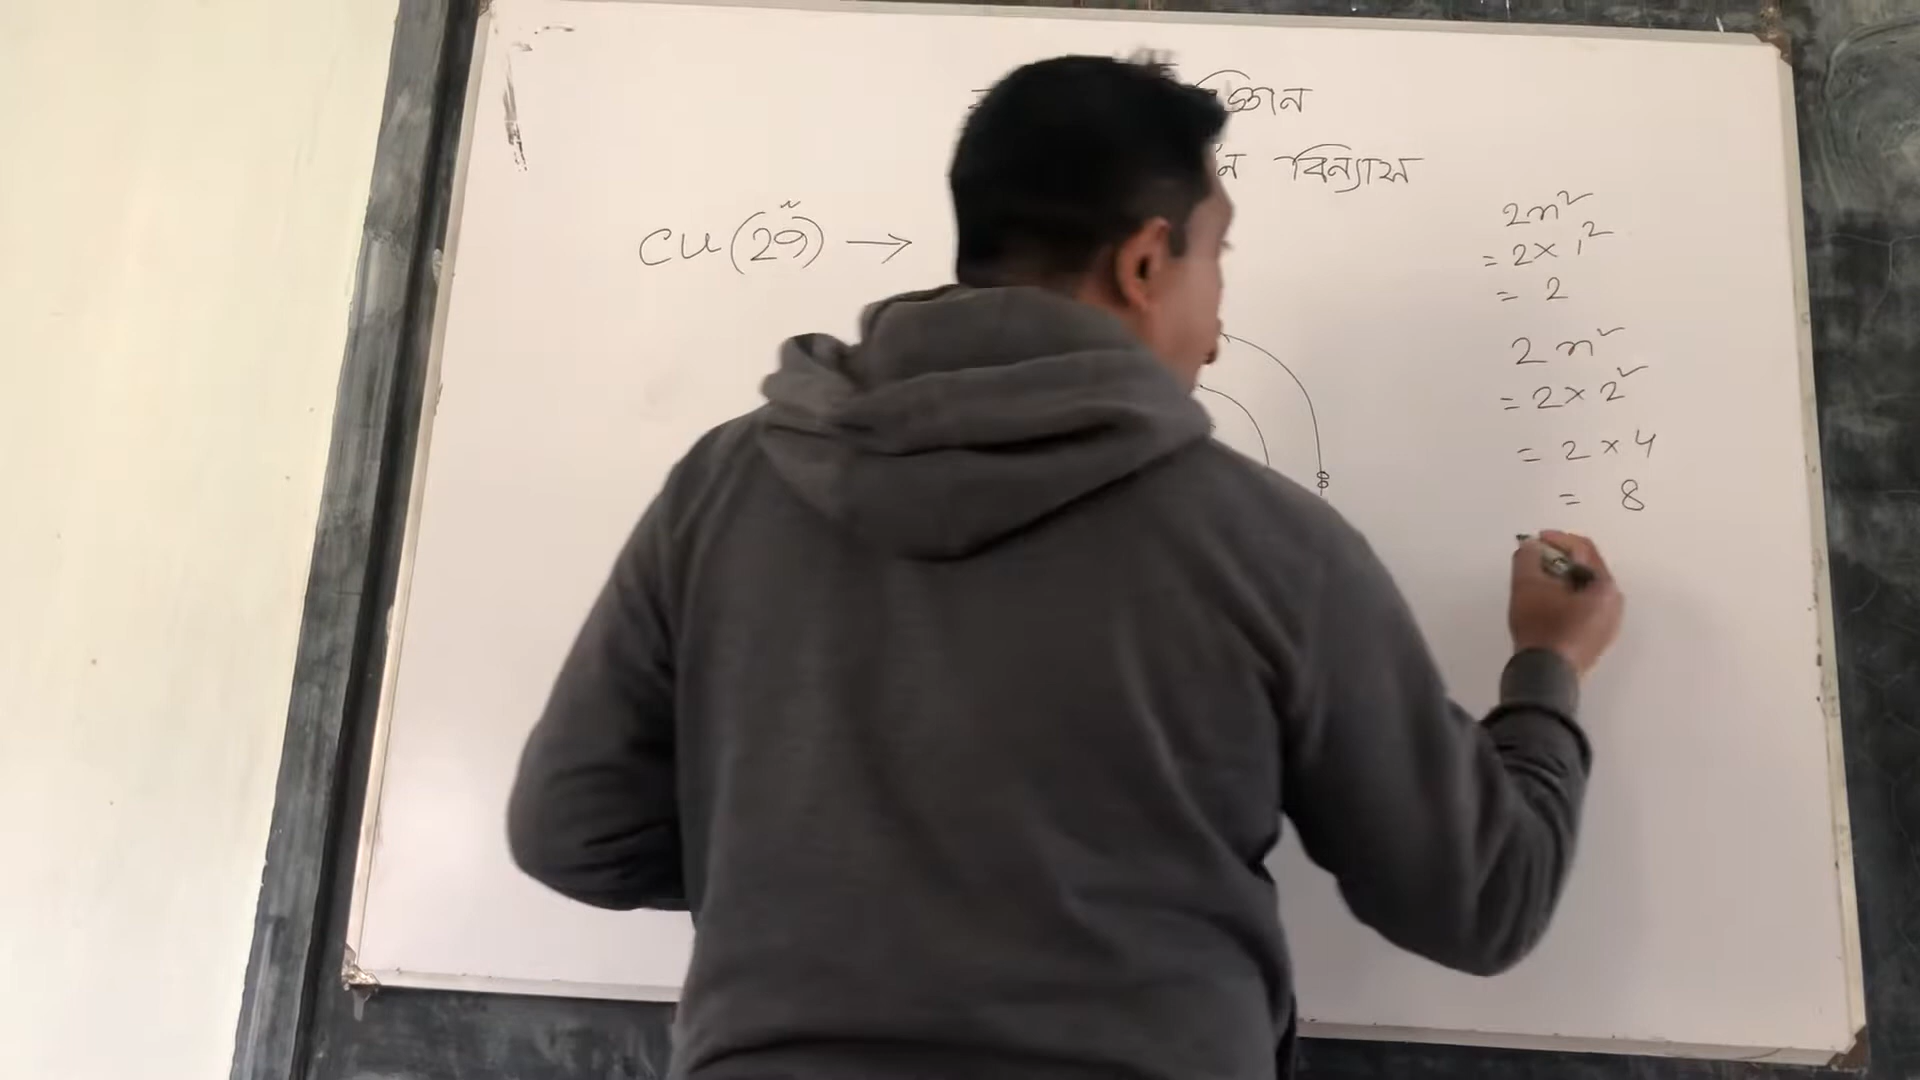 বিন্যাস
Cu (29) →
2n²
= 2 × 1²
= 2
2n²
= 2 × 2²
= 2 × 4
= 8